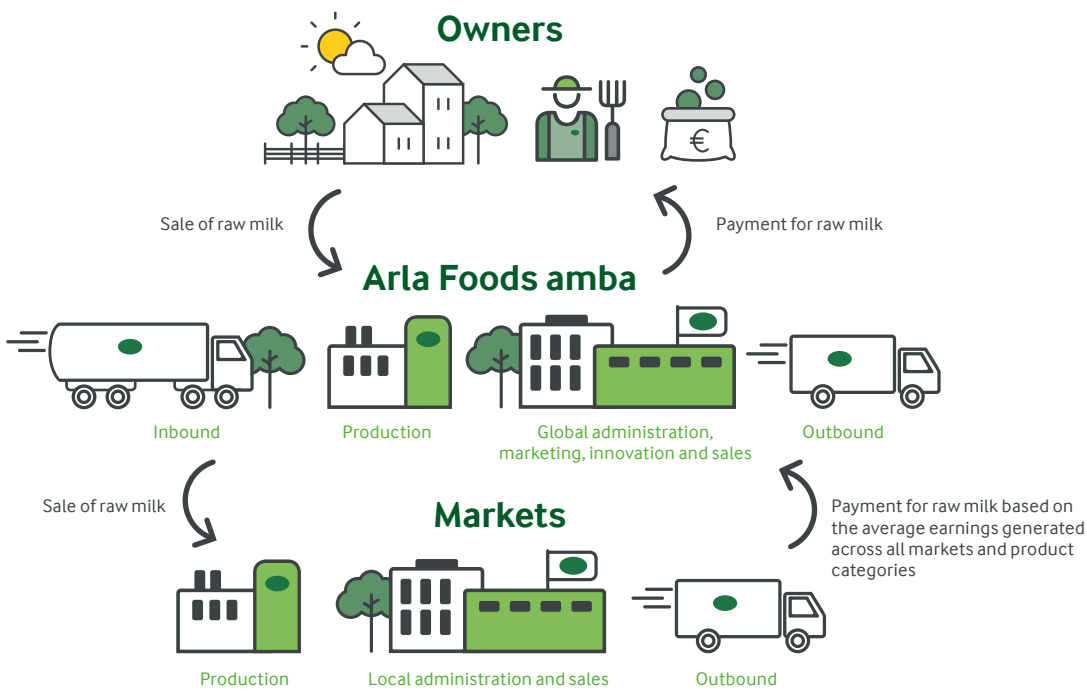 Owners
€
Sale of raw milk
Payment for raw milk
Arla Foods amba
Inbound
Production
Global administration,
marketing, innovation and sales
Outbound
Sale of raw milk
Markets
Payment for raw milk based on
the average earnings generated
across all markets and product
categories
Production
Local administration and sales
Outbound